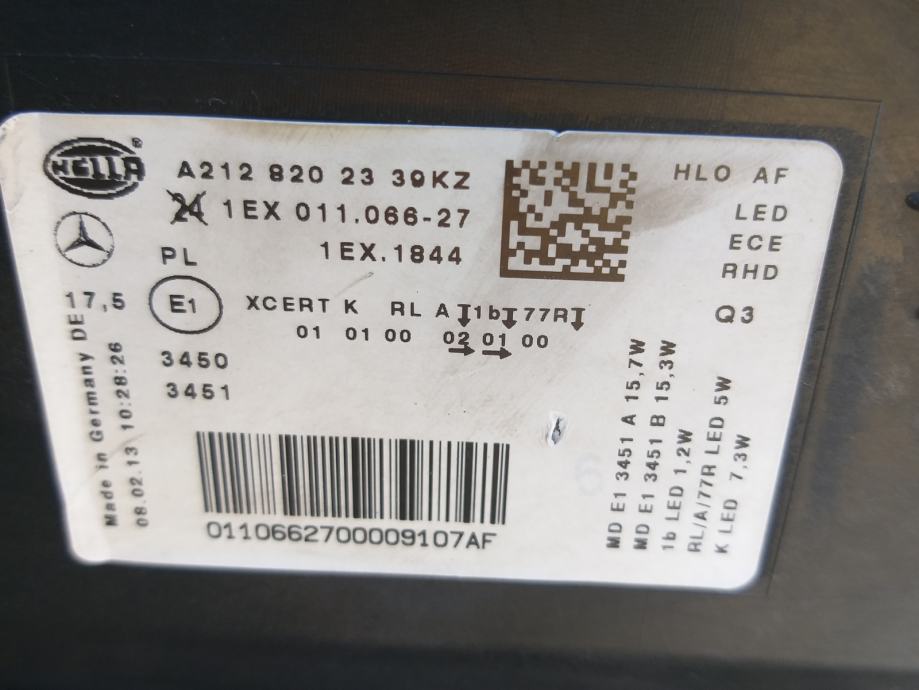 HELLA
A212 820 23 39KZ
24 1EX 011.066-27
1EX.1844
PL
17,5
E1
XCERT K RL A 1b 77R
01 01 00 02 01 00
3450
3451
0110662700009107AF
HLO AF
LED
ECE
RHD
Q3
Made in Germany DE
08.02.13 10:28:26
MD E1 3451 A 15,7W
MD E1 3451 B 15,3W
1b LED 1,2W
RL/A/77R LED 5W
K LED 7,3W